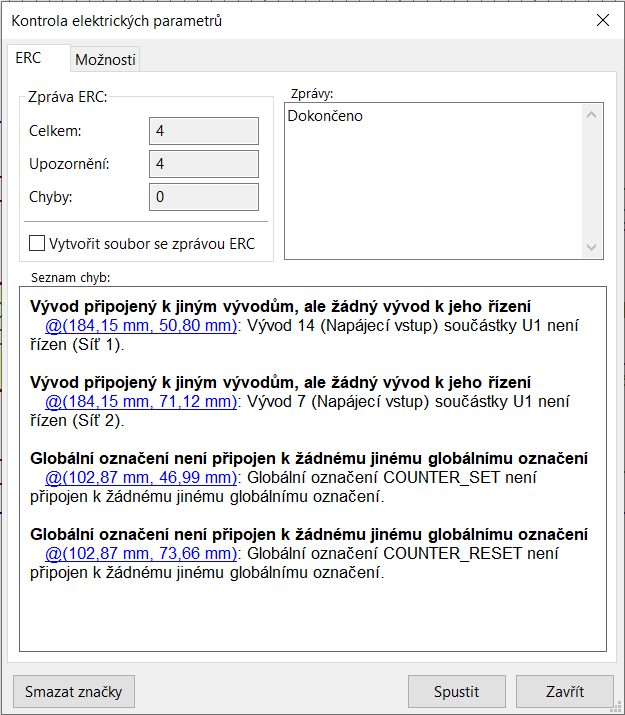 Kontrola elektrických parametrů
ERC
Možnosti
Zpráva ERC:
Celkem:
4
Upozornění:
4
Chyby:
0
Vytvořit soubor se zprávou ERC
Zprávy:
Dokončeno
Seznam chyb:
Vývod připojený k jiným vývodům, ale žádný vývod k jeho řízení
@(184,15 mm, 50,80 mm): Vývod 14 (Napájecí vstup) součástky U1 není
řízen (Síť 1).
Vývod připojený k jiným vývodům, ale žádný vývod k jeho řízení
@(184,15 mm, 71,12 mm): Vývod 7 (Napájecí vstup) součástky U1 není
řízen (Síť 2).
Globální označení není připojen k žádnému jinému globálnímu označení
@(102,87 mm, 46,99 mm): Globální označení COUNTER_SET není
připojen k žádnému jinému globálnímu označení.
Globální označení není připojen k žádnému jinému globálnímu označení
@(102,87 mm, 73,66 mm): Globální označení COUNTER_RESET není
připojen k žádnému jinému globálnímu označení.
Smazat značky
Spustit
Zavřít